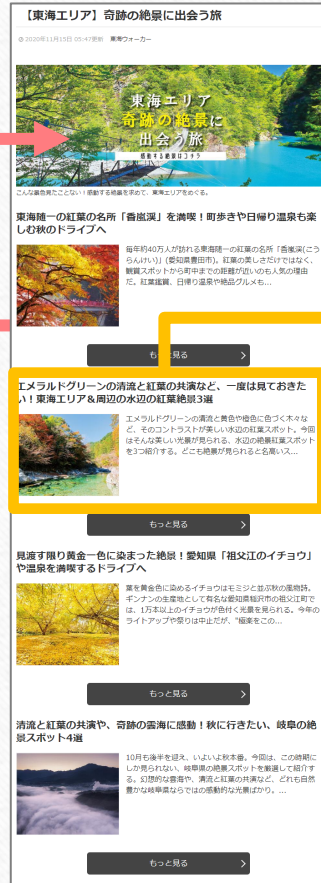 【東海エリア】奇跡の絶景に出会う旅
2020年11月15日 05:47更新 東海ウォーカー
東海エリア
奇跡の絶景に
出会う旅
感動する絶景はコチラ
こんな景色見たことない！感動する絶景を求めて、東海エリアをめぐる。
東海随一の紅葉の名所「香嵐渓」を満喫！町歩きや日帰り温泉も楽
しむ秋のドライブへ
毎年約40万人が訪れる東海随一の紅葉の名所「香嵐渓(こう
らんけい)」(愛知県豊田市)。紅葉の美しさだけではなく、
観賞スポットから町中までの距離が近いのも人気の理由
だ。紅葉鑑賞、日帰り温泉や絶品グルメも...
もっと見る
エメラルドグリーンの清流と紅葉の共演など、一度は見ておきた
い！東海エリア&周辺の水辺の紅葉絶景3選
エメラルドグリーンの清流と黄色や橙色に色づく木々な
ど、そのコントラストが美しい水辺の紅葉スポット。今回
はそんな美しい光景が見られる、水辺の絶景紅葉スポット
を3つ紹介する。どこも絶景が見られると名高いス...
もっと見る
見渡す限り黄金一色に染まった絶景！愛知県「祖父江のイチョウ」
や温泉を満喫するドライブへ
葉を黄金色に染めるイチョウはモミジと並ぶ秋の風物詩。
ギンナンの生産地として有名な愛知県稲沢市の祖父江町で
は、1万本以上のイチョウが色付く光景を見られる。今年の
ライトアップや祭りは中止だが、"極楽をこの...
もっと見る
清流と紅葉の共演や、奇跡の雲海に感動！秋に行きたい、岐阜の絶
景スポット4選
10月も後半を迎え、いよいよ秋本番。今回は、この時期に
しか見られない、岐阜県の絶景スポットを厳選して紹介す
る。幻想的な雲海や、清流と紅葉の共演など、どれも自然
豊かな岐阜県ならではの感動的な光景ばかり。...
もっと見る